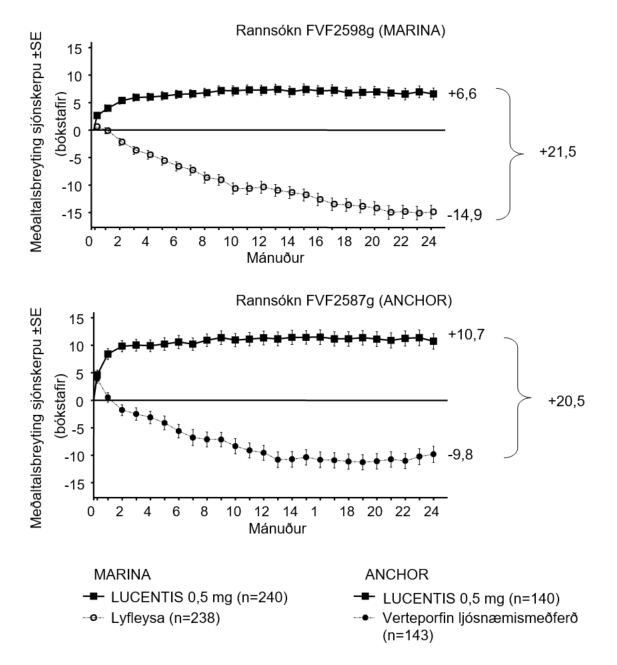 Rannsókn FVF2598g (MARINA)
Meðaltalsbreyting sjónskerpu ±SE
(bókstafir)
15
10
5
0
-5
-10
-15
+6,6
+21,5
-14,9
0 2 4 6 8 10 12 14 16 18 20 22 24
Mánuður
Rannsókn FVF2587g (ANCHOR)
Meðaltalsbreyting sjónskerpu ±SE
(bókstafir)
15
10
5
0
-5
-10
-15
+10,7
+20,5
-9,8
0 2 4 6 8 10 12 14 1 18 20 22 24
Mánuður
MARINA
LUCENTIS 0,5 mg (n=240)
Lyfleysa (n=238)
ANCHOR
LUCENTIS 0,5 mg (n=140)
Verteporfin ljósnæmismeðferð
(n=143)